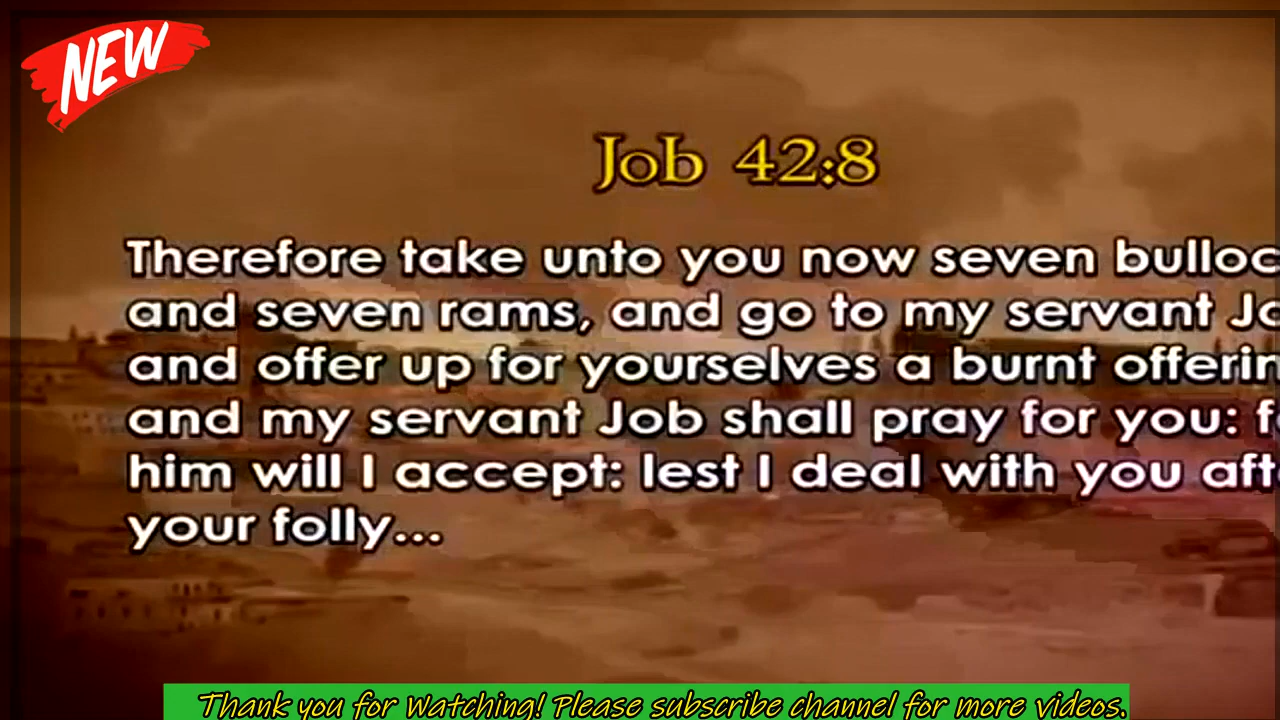 NEW
Job 42:8
Therefore take unto you now seven bulloc
and seven rams, and go to my servant Jo
and offer up for yourselves a burnt offerin
and my servant Job shall pray for you: f
him will I accept: lest I deal with you aft
your folly...
Thank you for Watching! Please subscribe channel for more videos.